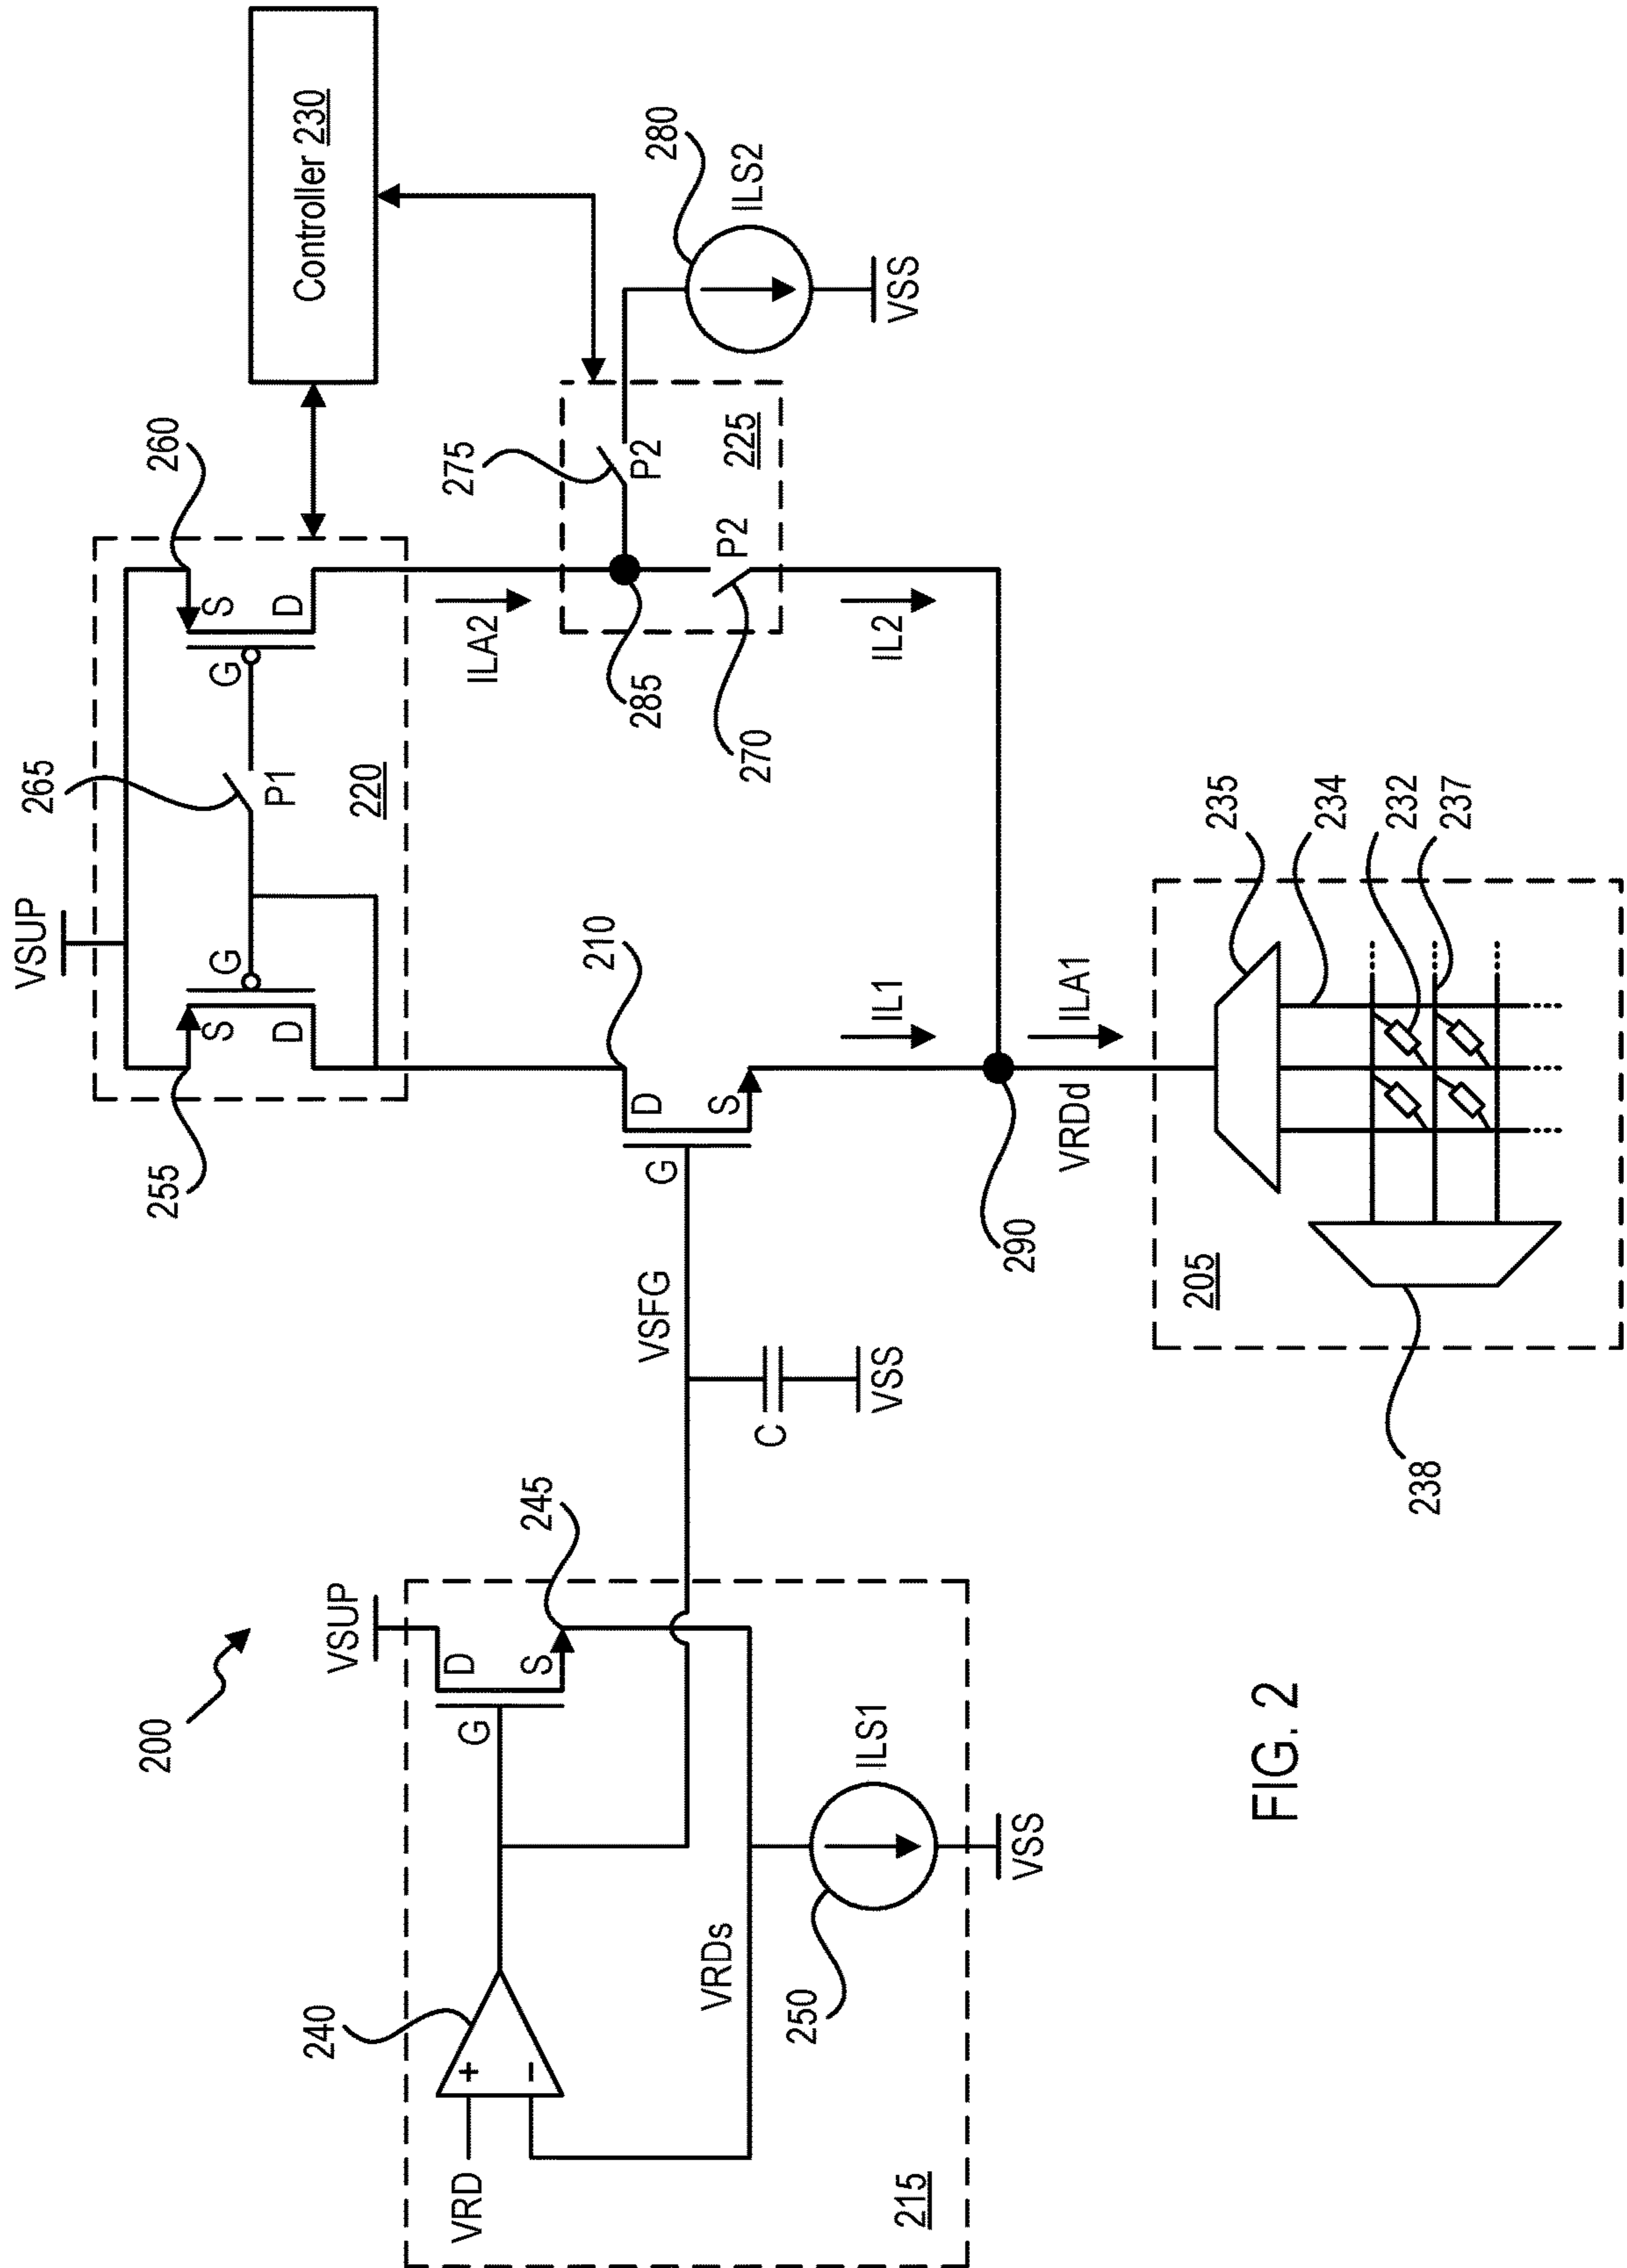 200
VRD
240
+
-
G
D
S
VSUP
245
VRDs
250
ILS1
VSS
215
VSFG
C
VSS
VSUP
255
S
D
G
265
P1
G
S
D
260
220
Controller 230
210
D
S
G
ILA2
275
P2
225
P2
285
270
280
ILS2
VSS
IL1
IL2
290
VRDd
ILA1
205
235
234
232
237
238
FIG. 2